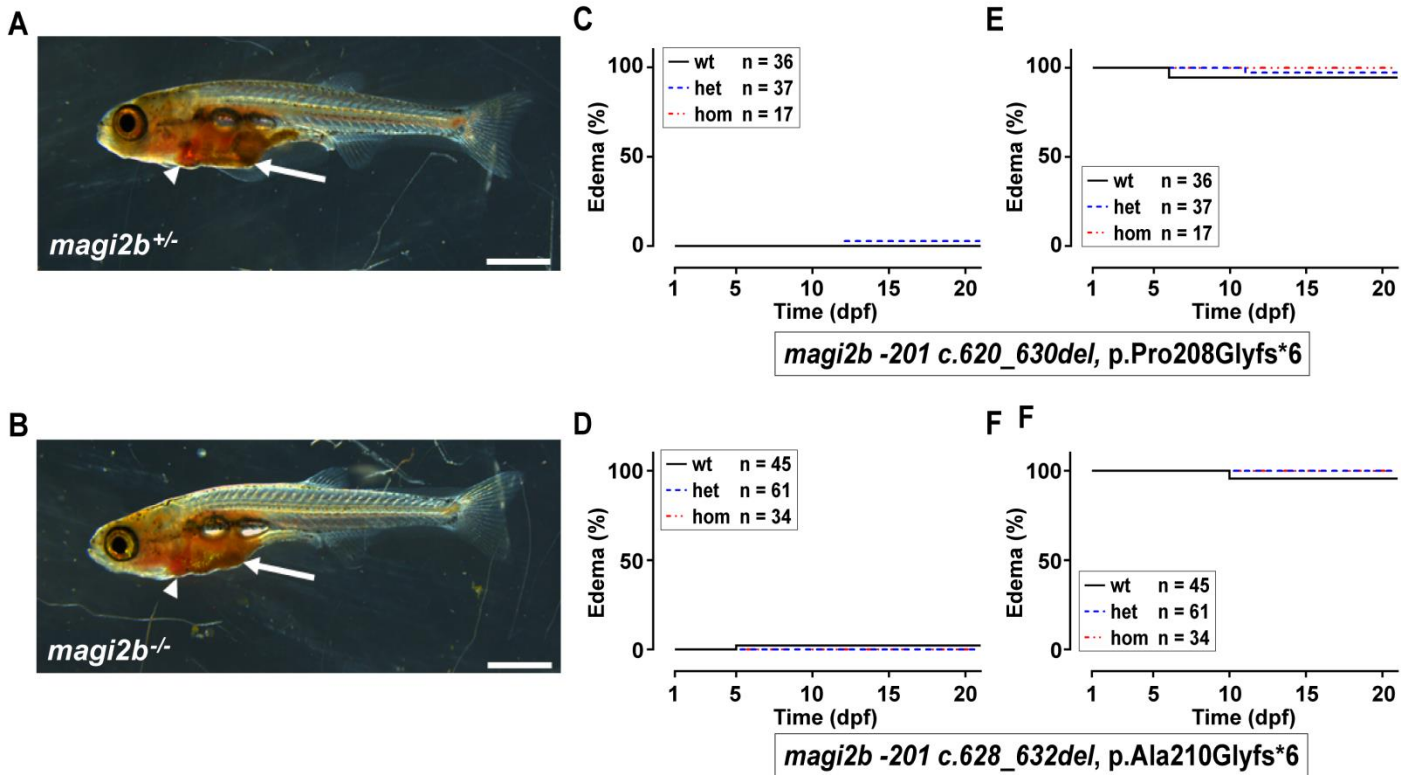 A
magi2b+/-
C
wt n = 36
het n = 37
hom n = 17
100
50
0
Edema (%)
1 5 10 15 20
Time (dpf)
E
100
50
0
Edema (%)
wt n = 36
het n = 37
hom n = 17
1 5 10 15 20
Time (dpf)
magi2b -201 c.620_630del, p.Pro208Glyfs*6
B
magi2b-/-
D
wt n = 45
het n = 61
hom n = 34
100
50
0
Edema (%)
1 5 10 15 20
Time (dpf)
F F
100
50
0
Edema (%)
wt n = 45
het n = 61
hom n = 34
1 5 10 15 20
Time (dpf)
magi2b -201 c.628_632del, p.Ala210Glyfs*6